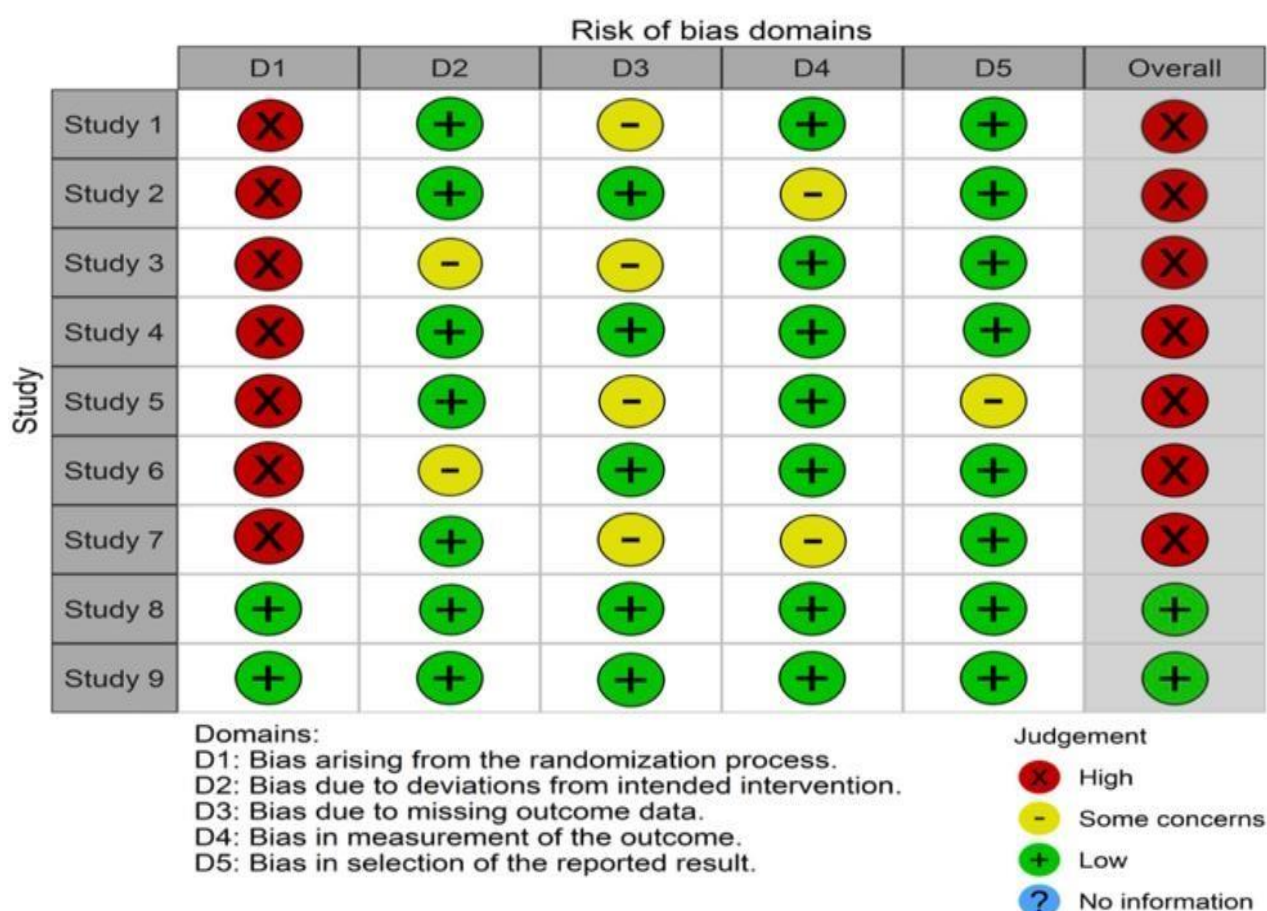 Risk of bias domains
D1 D2 D3 D4 D5 Overall
Study
Study 1 X + - + + X
Study 2 X + + - + X
Study 3 X - - + + X
Study 4 X + + + + X
Study 5 X + - + - X
Study 6 X - + + + X
Study 7 X + - - + X
Study 8 + + + + + +
Study 9 + + + + + +
Domains:
D1: Bias arising from the randomization process.
D2: Bias due to deviations from intended intervention.
D3: Bias due to missing outcome data.
D4: Bias in measurement of the outcome.
D5: Bias in selection of the reported result.
Judgement
X High
- Some concerns
+ Low
? No information